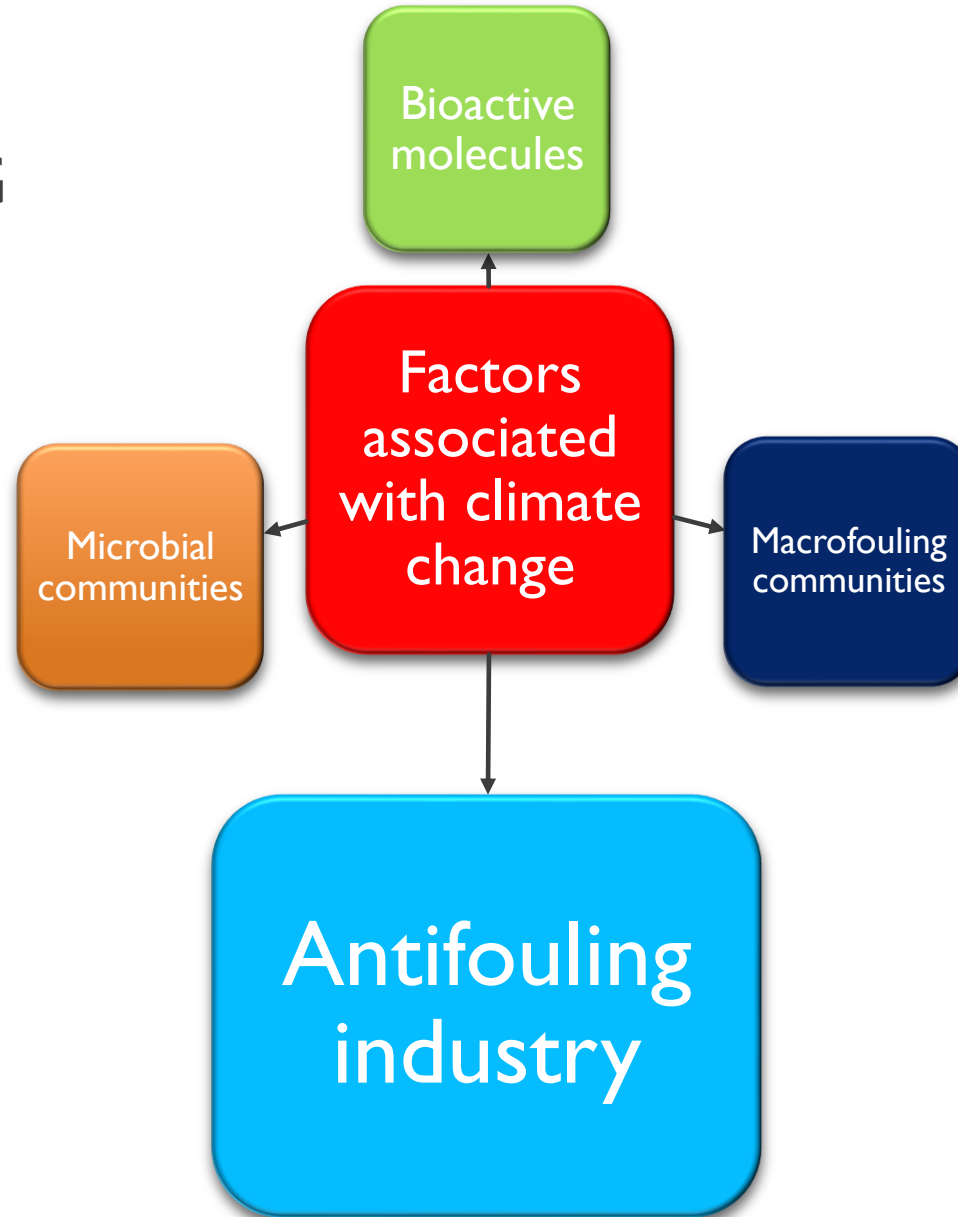 Bioactive
molecules
Factors
associated
with climate
change
Microbial
communities
Macrofouling
communities
Antifouling
industry